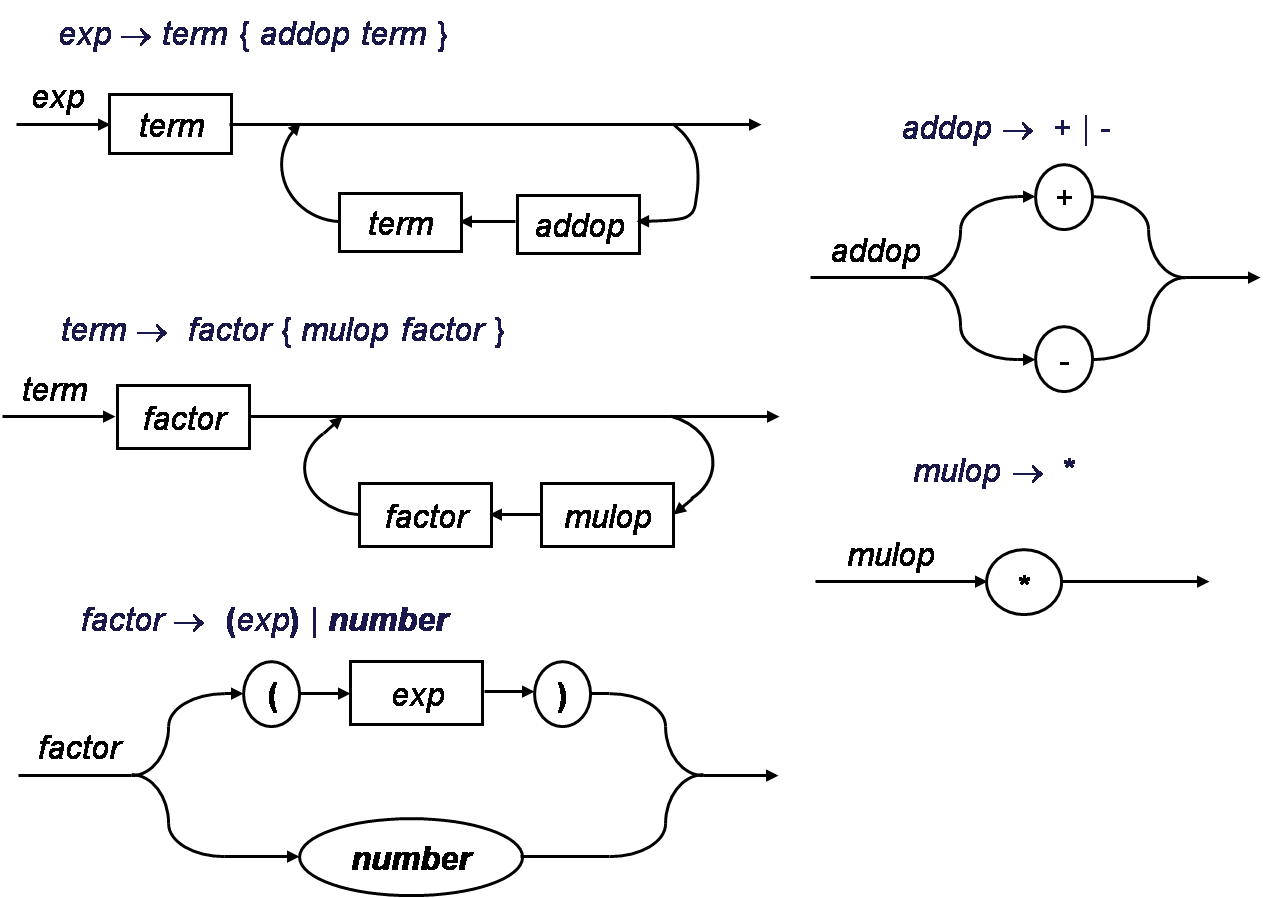 exp → term { addop term }
exp
term
term
addop
term → factor { mulop factor }
term
factor
factor
mulop
factor → (exp) | number
(
exp
)
factor
number
addop → + | -
+
addop
-
mulop → *
mulop
*